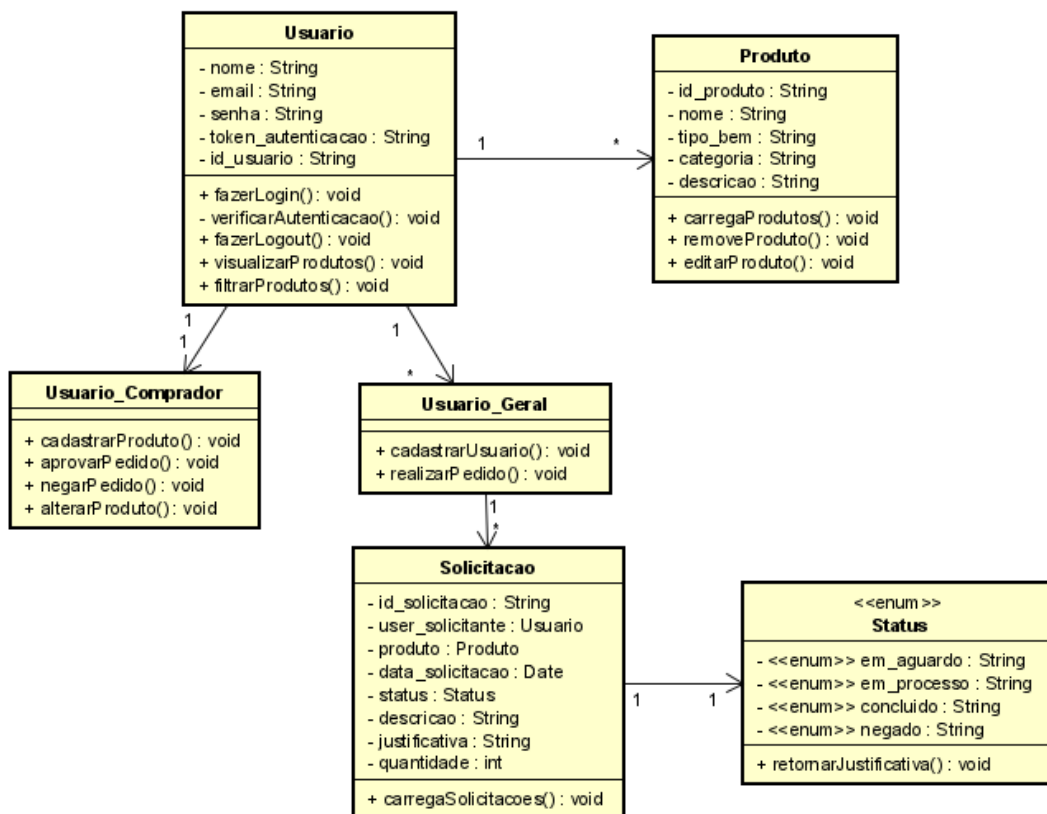 Usuario
- nome : String
- email : String
- senha : String
- token_autenticacao : String
- id_usuario : String
+ fazerLogin() : void
- verificarAutenticacao() : void
+ fazerLogout() : void
+ visualizarProdutos() : void
+ filtrarProdutos() : void
1
*
Produto
- id_produto : String
- nome : String
- tipo_bem : String
- categoria : String
- descricao : String
+ carregaProdutos() : void
+ removeProduto() : void
+ editarProduto() : void
1
1
1
*
Usuario_Comprador
+ cadastrarProduto() : void
+ aprovarPedido() : void
+ negarPedido() : void
+ alterarProduto() : void
Usuario_Geral
+ cadastrarUsuario() : void
+ realizarPedido() : void
1
*
Solicitacao
- id_solicitacao : String
- user_solicitante : Usuario
- produto : Produto
- data_solicitacao : Date
- status : Status
- descricao : String
- justificativa : String
- quantidade : int
+ carregaSolicitacoes() : void
1
1
<<enum>>
Status
- <<enum>> em_aguardo : String
- <<enum>> em_processo : String
- <<enum>> concluido : String
- <<enum>> negado : String
+ retornarJustificativa() : void